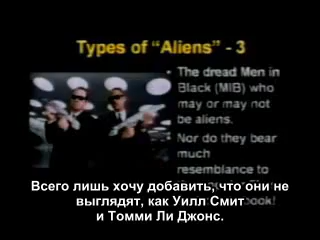 Types of “Aliens” - 3
• The dread Men in
Black (MIB) who
may or may not
be aliens.
Nor do they bear
much
resemblance to
book!
Всего лишь хочу добавить, что они не
выглядят, как Уилл Смит
и Томми Ли Джонс.